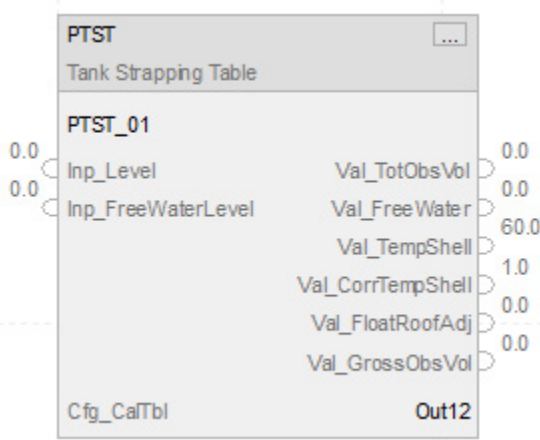 PTST ...
Tank Strapping Table
PTST_01
0.0 Inp_Level Val_TotObsVol 0.0
0.0 Inp_FreeWaterLevel Val_FreeWater 0.0
Val_TempShell 60.0
Val_CorrTempShell 1.0
Val_FloatRoofAdj 0.0
Val_GrossObsVol 0.0
Cfg_CalTbl Out12